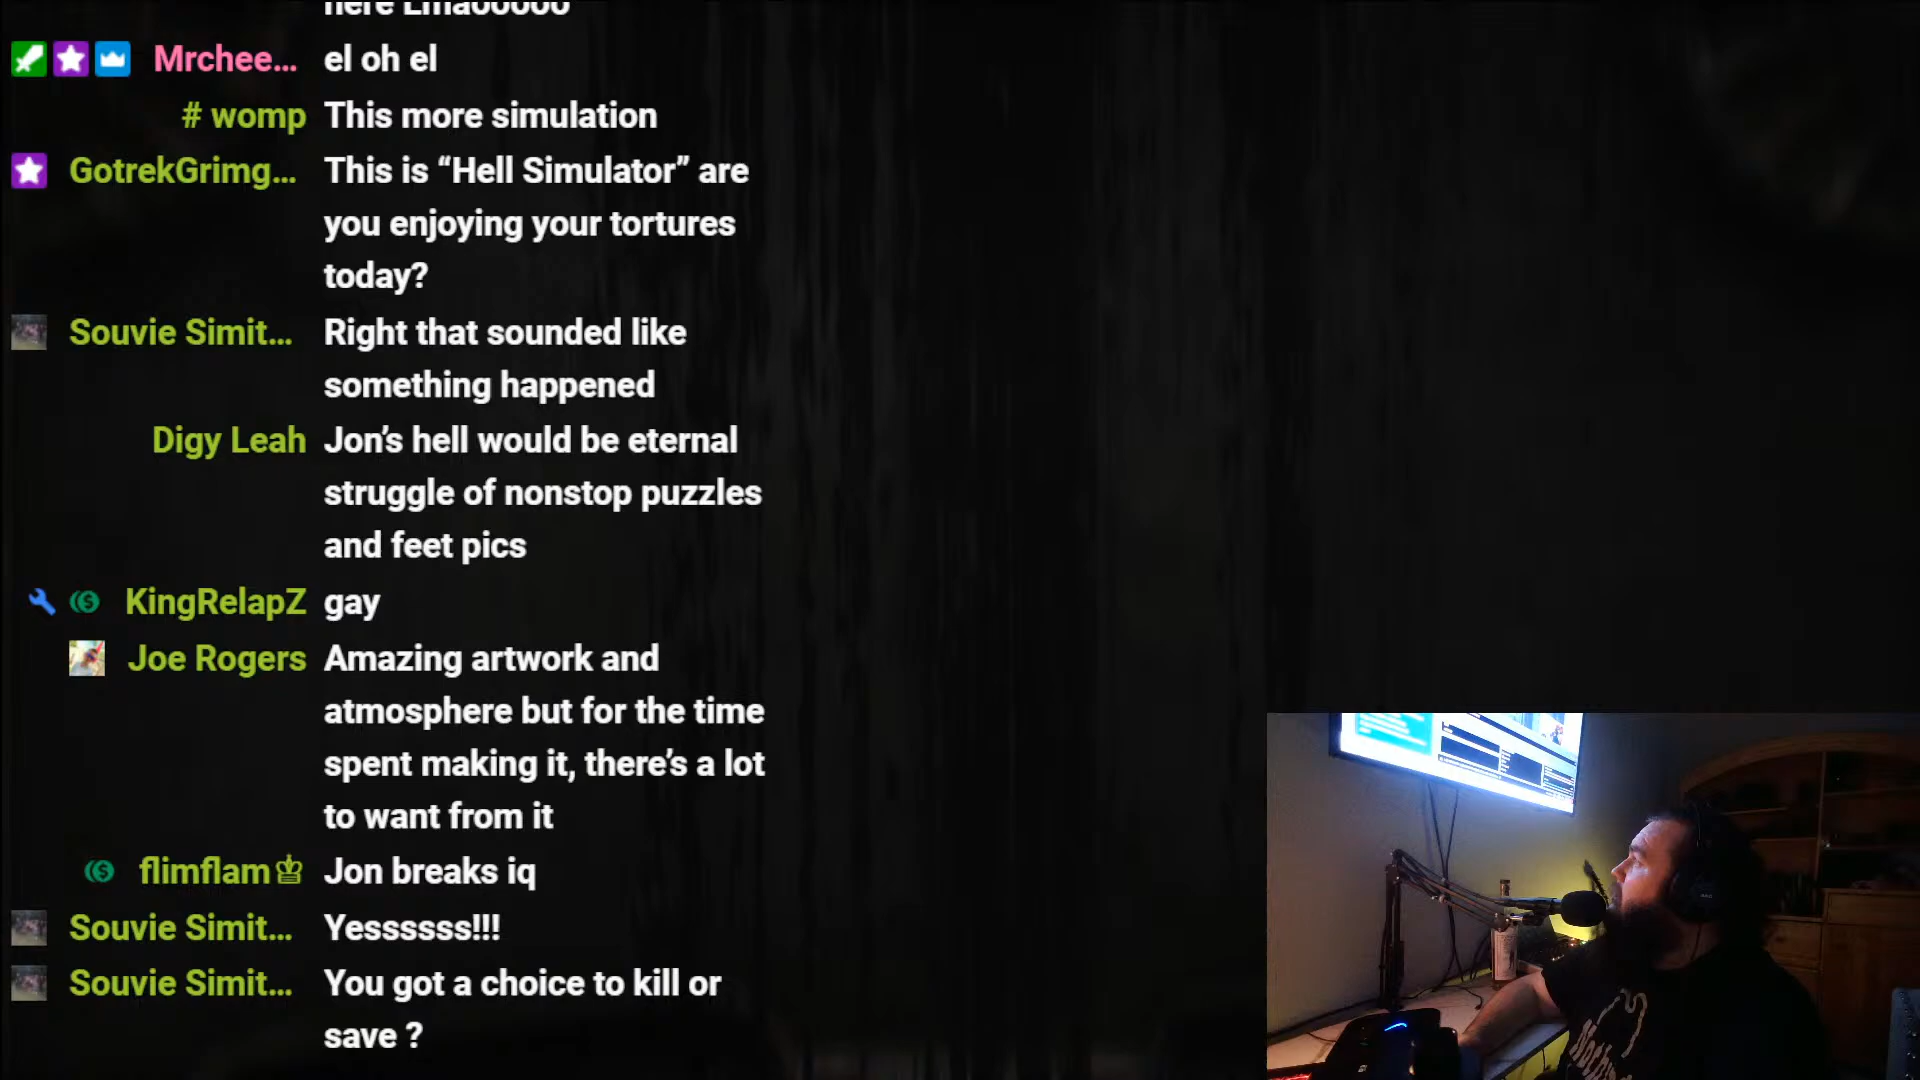 here Lmaooooo
Mrchee... el oh el
# womp This more simulation
GotrekGrimg... This is “Hell Simulator” are
you enjoying your tortures
today?
Souvie Simit... Right that sounded like
something happened
Digy Leah Jon’s hell would be eternal
struggle of nonstop puzzles
and feet pics
KingRelapZ gay
Joe Rogers Amazing artwork and
atmosphere but for the time
spent making it, there’s a lot
to want from it
flimflam♔ Jon breaks iq
Souvie Simit... Yessssss!!!
Souvie Simit... You got a choice to kill or
save ?